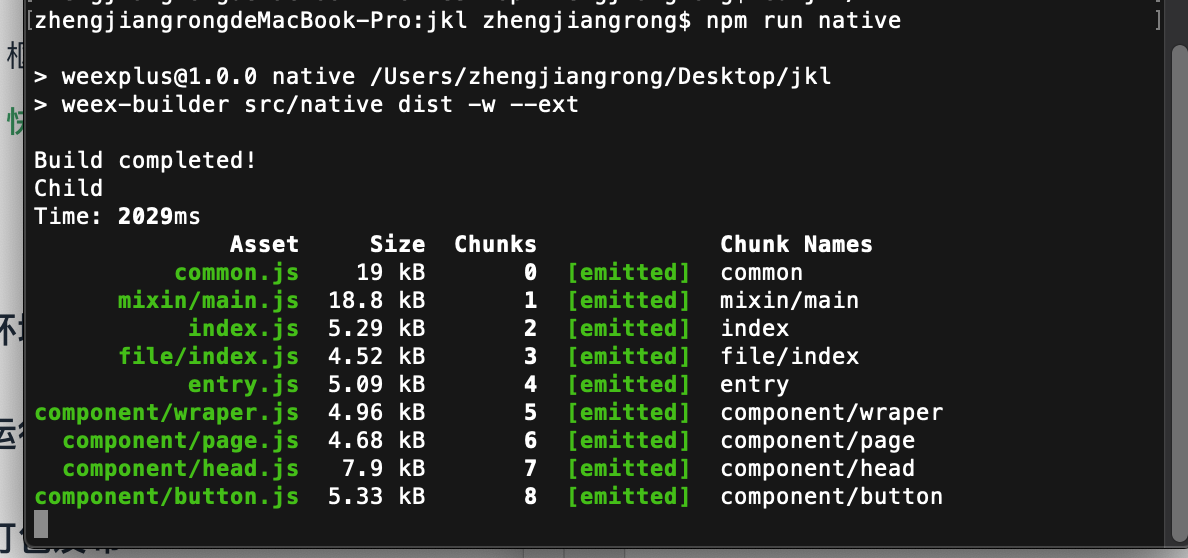 [zhengjiangrongdeMacBook-Pro:jkl zhengjiangrong$ npm run native ]
> weexplus@1.0.0 native /Users/zhengjiangrong/Desktop/jkl
> weex-builder src/native dist -w --ext
Build completed!
Child
Time: 2029ms
Asset Size Chunks Chunk Names
common.js 19 kB 0 [emitted] common
mixin/main.js 18.8 kB 1 [emitted] mixin/main
index.js 5.29 kB 2 [emitted] index
file/index.js 4.52 kB 3 [emitted] file/index
entry.js 5.09 kB 4 [emitted] entry
component/wraper.js 4.96 kB 5 [emitted] component/wraper
component/page.js 4.68 kB 6 [emitted] component/page
component/head.js 7.9 kB 7 [emitted] component/head
component/button.js 5.33 kB 8 [emitted] component/button